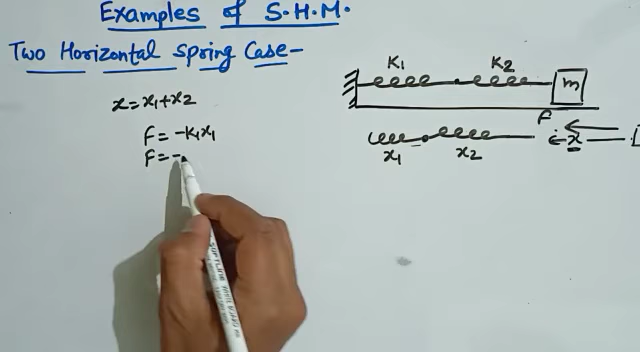 Examples of S.H.M.
Two Horizontal Spring Case-
x=x1+x2
F= -K1x1
F= -
K1 K2
m
F
x1 x2
x